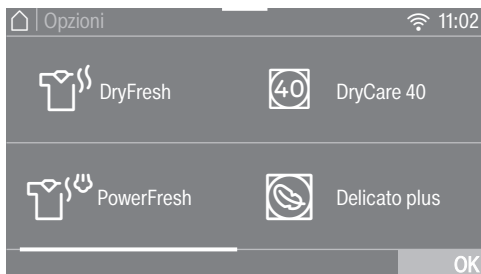 Opzioni 11:02
DryFresh
40 DryCare 40
PowerFresh
Delicato plus
OK